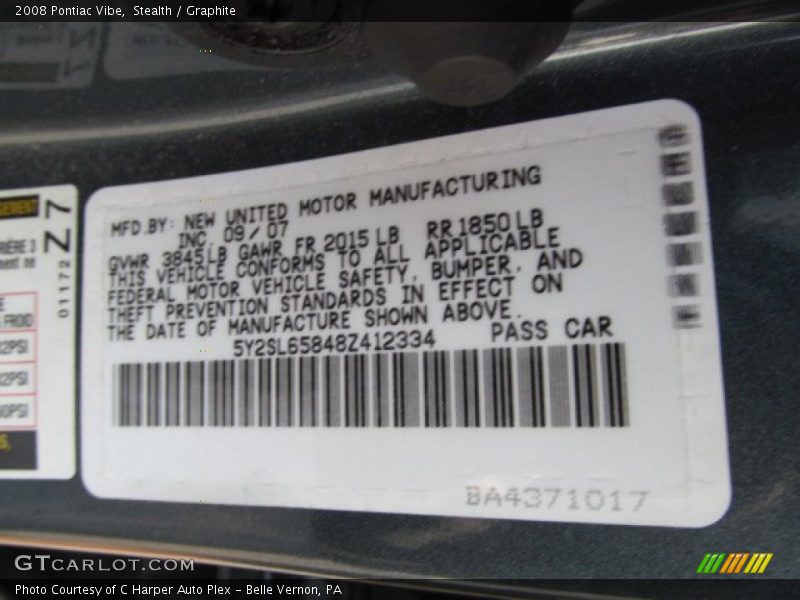 2008 Pontiac Vibe, Stealth / Graphite
MFD.BY: NEW UNITED MOTOR MANUFACTURING
INC. 09/07
GVWR 3845LB GAWR FR 2015LB RR1850LB
THIS VEHICLE CONFORMS TO ALL APPLICABLE
FEDERAL MOTOR VEHICLE SAFETY, BUMPER, AND
THEFT PREVENTION STANDARDS IN EFFECT ON
THE DATE OF MANUFACTURE SHOWN ABOVE.
5Y2SL65848Z412334 PASS CAR
BA4371017
01172 Z7
GTCARLOT.COM
Photo Courtesy of C Harper Auto Plex - Belle Vernon, PA